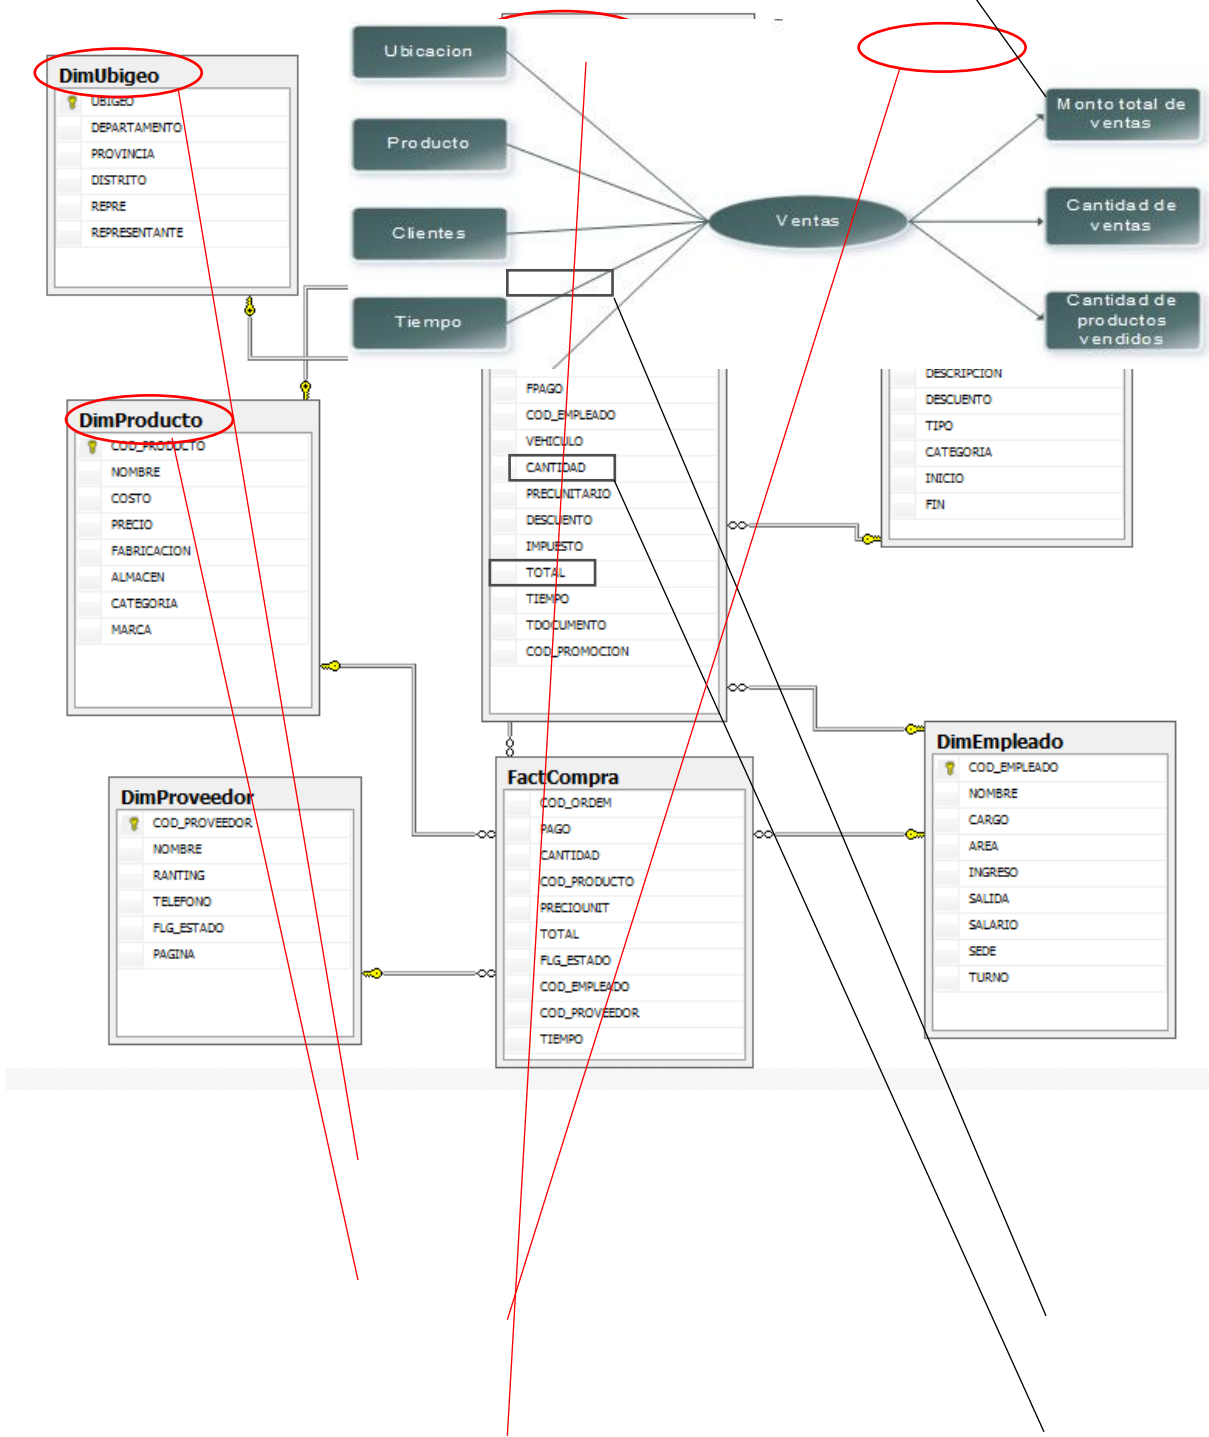 Ubicacion
Producto
Clientes
Tiempo
Ventas
Monto total de
ventas
Cantidad de
ventas
Cantidad de
productos
vendidos
DimUbigeo
UBIGEO
DEPARTAMENTO
PROVINCIA
DISTRITO
REPRE
REPRESENTANTE
DimProducto
COD_PRODUCTO
NOMBRE
COSTO
PRECIO
FABRICACION
ALMACEN
CATEGORIA
MARCA
FPAGO
COD_EMPLEADO
VEHICULO
CANTIDAD
PRECUNITARIO
DESCUENTO
IMPUESTO
TOTAL
TIEMPO
TDOCUMENTO
COD_PROMOCION
DESCRIPCION
DESCUENTO
TIPO
CATEGORIA
INICIO
FIN
DimProveedor
COD_PROVEEDOR
NOMBRE
RANTING
TELEFONO
FLG_ESTADO
PAGINA
FactCompra
COD_ORDEM
PAGO
CANTIDAD
COD_PRODUCTO
PRECIOUNIT
TOTAL
FLG_ESTADO
COD_EMPLEADO
COD_PROVEEDOR
TIEMPO
DimEmpleado
COD_EMPLEADO
NOMBRE
CARGO
AREA
INGRESO
SALIDA
SALARIO
SEDE
TURNO